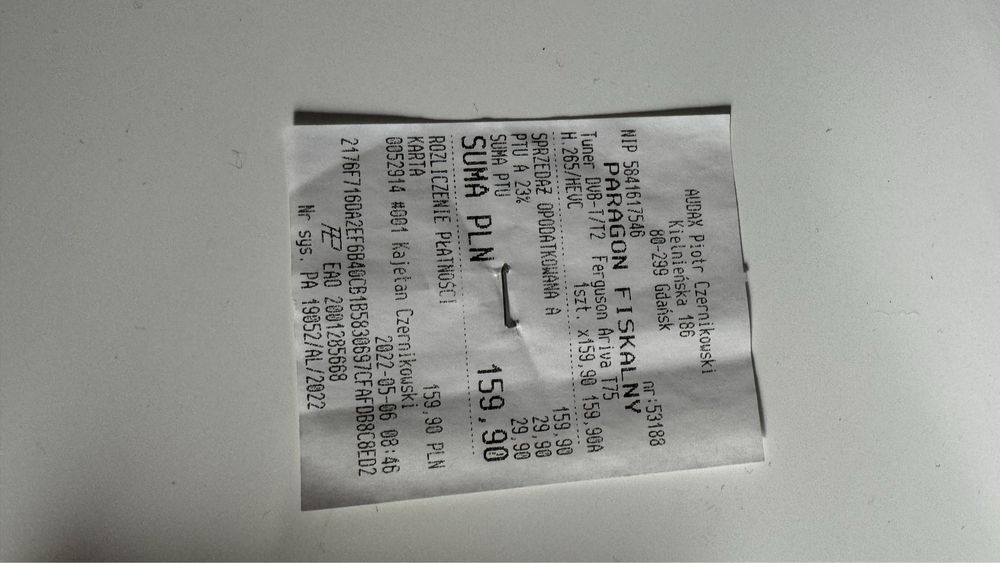 AUDAX Piotr Czernikowski
Kielnieńska 186
80-299 Gdańsk
NIP 5841617546 nr:53188
PARAGON FISKALNY
Tuner DVB-T/T2 Ferguson Ariva T75
H.265/HEVC 1szt. x159,90 159,90A
SPRZEDAŻ OPODATKOWANA A 159,90
PTU A 23% 29,90
SUMA PTU 29,90
SUMA PLN 159,90
ROZLICZENIE PŁATNOŚCI
KARTA 159,90 PLN
0052914 #001 Kajetan Czernikowski
2022-05-06 08:46
2176F716DA2EF6B40CB1B5830697CFAFDB8C8ED2
EAO 2001285668
Nr sys. PA 19052/AL/2022